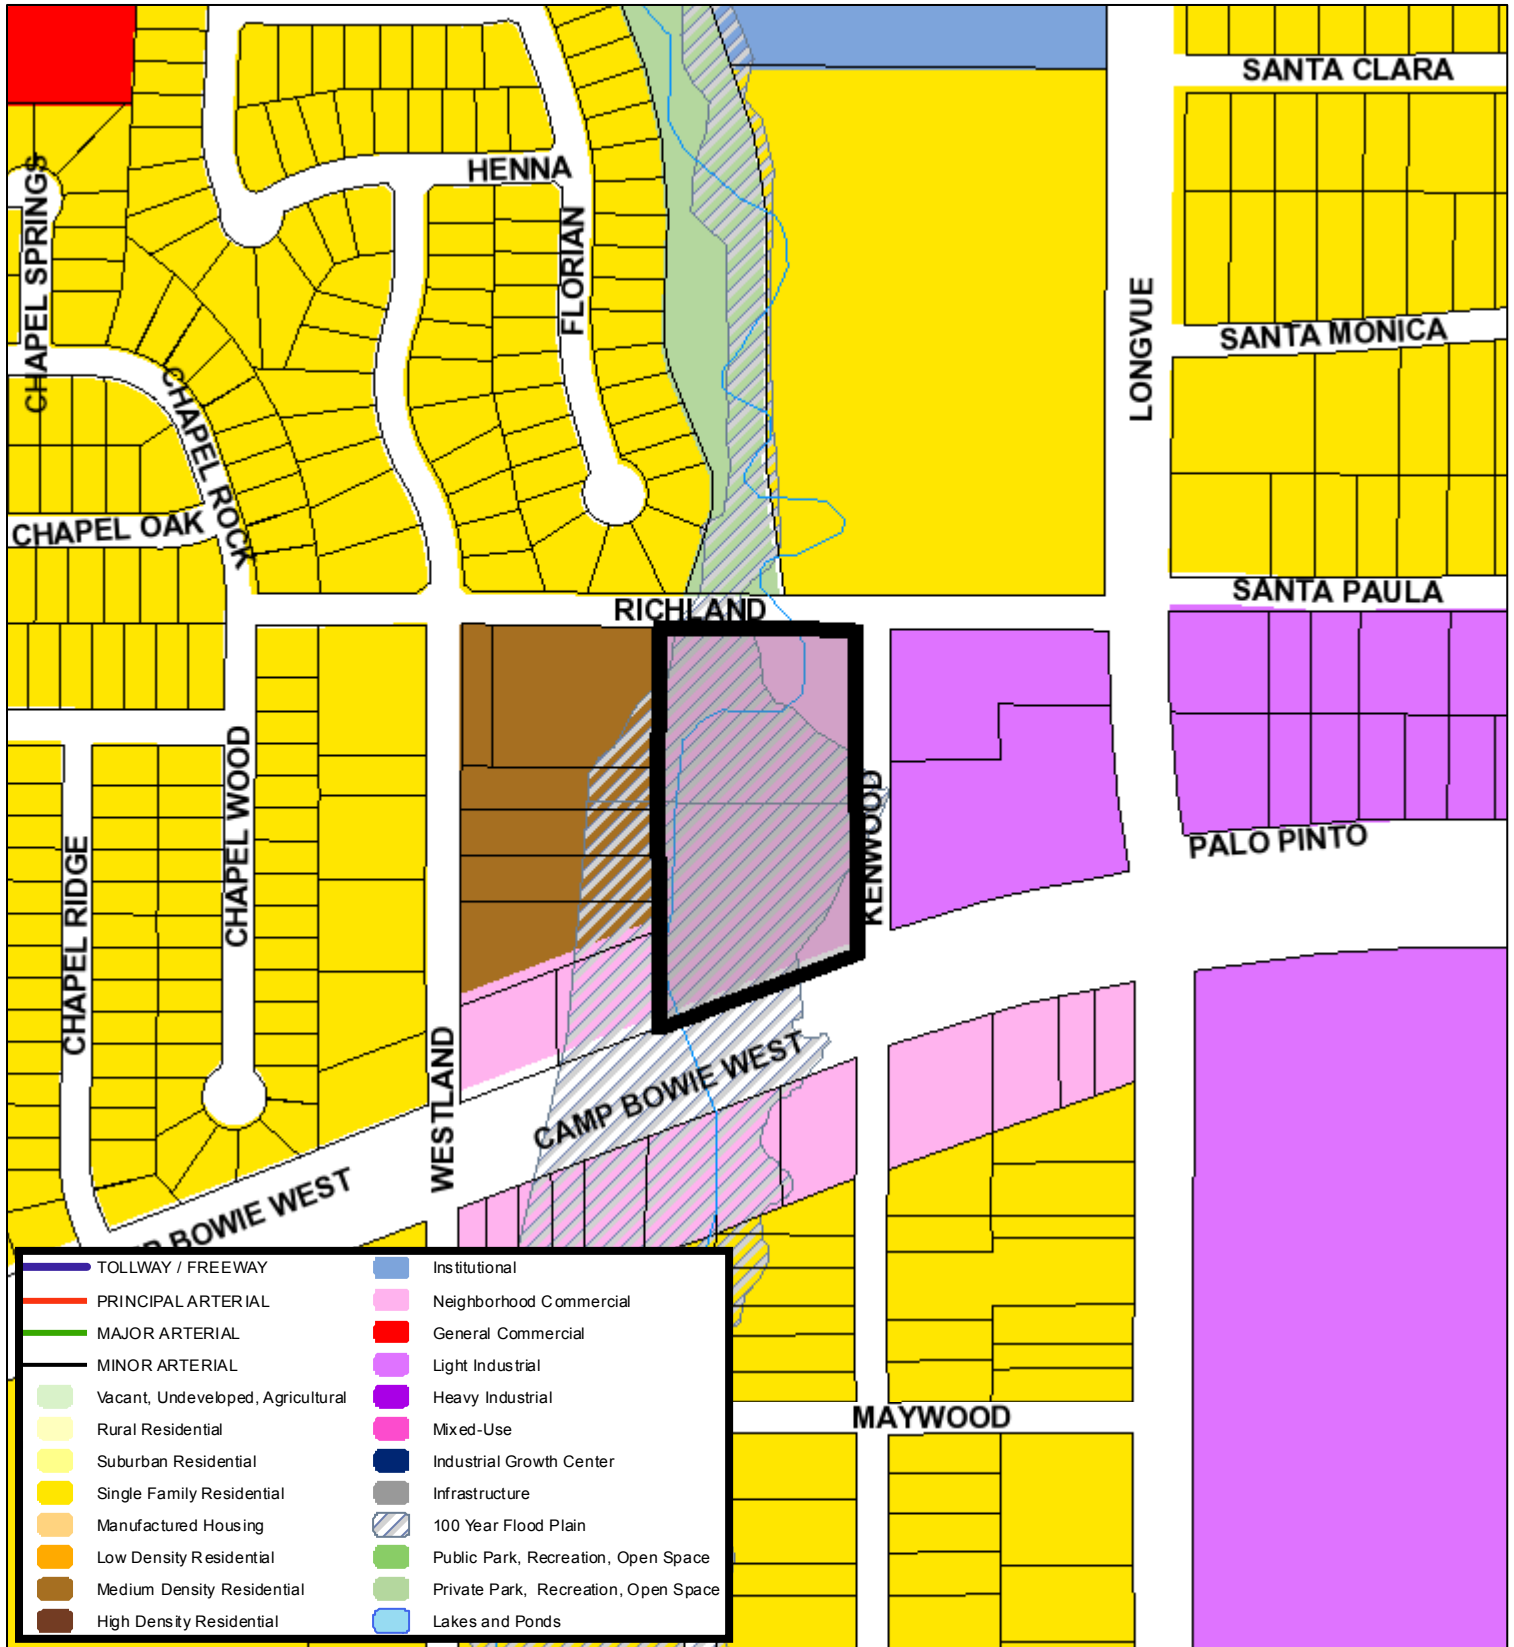 SANTA CLARA
HENNA
CHAPEL SPRINGS
FLORIAN
LONGVUE
SANTA MONICA
CHAPEL ROCK
CHAPEL OAK
SANTA PAULA
RICHLAND
CHAPEL WOOD
KENWOOD
PALO PINTO
CHAPEL RIDGE
WESTLAND
CAMP BOWIE WEST
BOWIE WEST
MAYWOOD
TOLLWAY / FREEWAY
PRINCIPAL ARTERIAL
MAJOR ARTERIAL
MINOR ARTERIAL
Vacant, Undeveloped, Agricultural
Rural Residential
Suburban Residential
Single Family Residential
Manufactured Housing
Low Density Residential
Medium Density Residential
High Density Residential
Institutional
Neighborhood Commercial
General Commercial
Light Industrial
Heavy Industrial
Mixed-Use
Industrial Growth Center
Infrastructure
100 Year Flood Plain
Public Park, Recreation, Open Space
Private Park, Recreation, Open Space
Lakes and Ponds